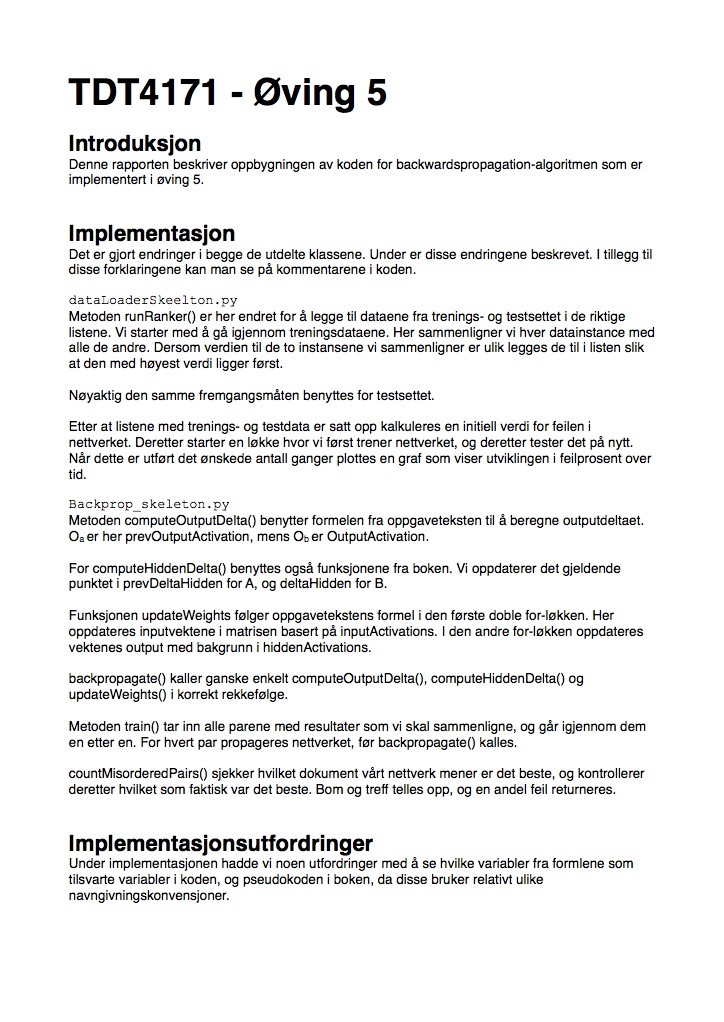 TDT4171 - Øving 5
Introduksjon
Denne rapporten beskriver oppbygningen av koden for backwardspropagation-algoritmen som er
implementert i øving 5.
Implementasjon
Det er gjort endringer i begge de utdelte klassene. Under er disse endringene beskrevet. I tillegg til
disse forklaringene kan man se på kommentarene i koden.
dataLoaderSkeelton.py
Metoden runRanker() er her endret for å legge til dataene fra trenings- og testsettet i de riktige
listene. Vi starter med å gå igjennom treningsdataene. Her sammenligner vi hver datainstance med
alle de andre. Dersom verdien til de to instansene vi sammenligner er ulik legges de til i listen slik
at den med høyest verdi ligger først.
Nøyaktig den samme fremgangsmåten benyttes for testsettet.
Etter at listene med trenings- og testdata er satt opp kalkuleres en initiell verdi for feilen i
nettverket. Deretter starter en løkke hvor vi først trener nettverket, og deretter tester det på nytt.
Når dette er utført det ønskede antall ganger plottes en graf som viser utviklingen i feilprosent over
tid.
Backprop_skeleton.py
Metoden computeOutputDelta() benytter formelen fra oppgaveteksten til å beregne outputdeltaet.
Oa er her prevOutputActivation, mens Ob er OutputActivation.
For computeHiddenDelta() benyttes også funksjonene fra boken. Vi oppdaterer det gjeldende
punktet i prevDeltaHidden for A, og deltaHidden for B.
Funksjonen updateWeights følger oppgavetekstens formel i den første doble for-løkken. Her
oppdateres inputvektene i matrisen basert på inputActivations. I den andre for-løkken oppdateres
vektenes output med bakgrunn i hiddenActivations.
backpropagate() kaller ganske enkelt computeOutputDelta(), computeHiddenDelta() og
updateWeights() i korrekt rekkefølge.
Metoden train() tar inn alle parene med resultater som vi skal sammenligne, og går igjennom dem
en etter en. For hvert par propageres nettverket, før backpropagate() kalles.
countMisorderedPairs() sjekker hvilket dokument vårt nettverk mener er det beste, og kontrollerer
deretter hvilket som faktisk var det beste. Bom og treff telles opp, og en andel feil returneres.
Implementasjonsutfordringer
Under implementasjonen hadde vi noen utfordringer med å se hvilke variabler fra formlene som
tilsvarte variabler i koden, og pseudokoden i boken, da disse bruker relativt ulike
navngivningskonvensjoner.